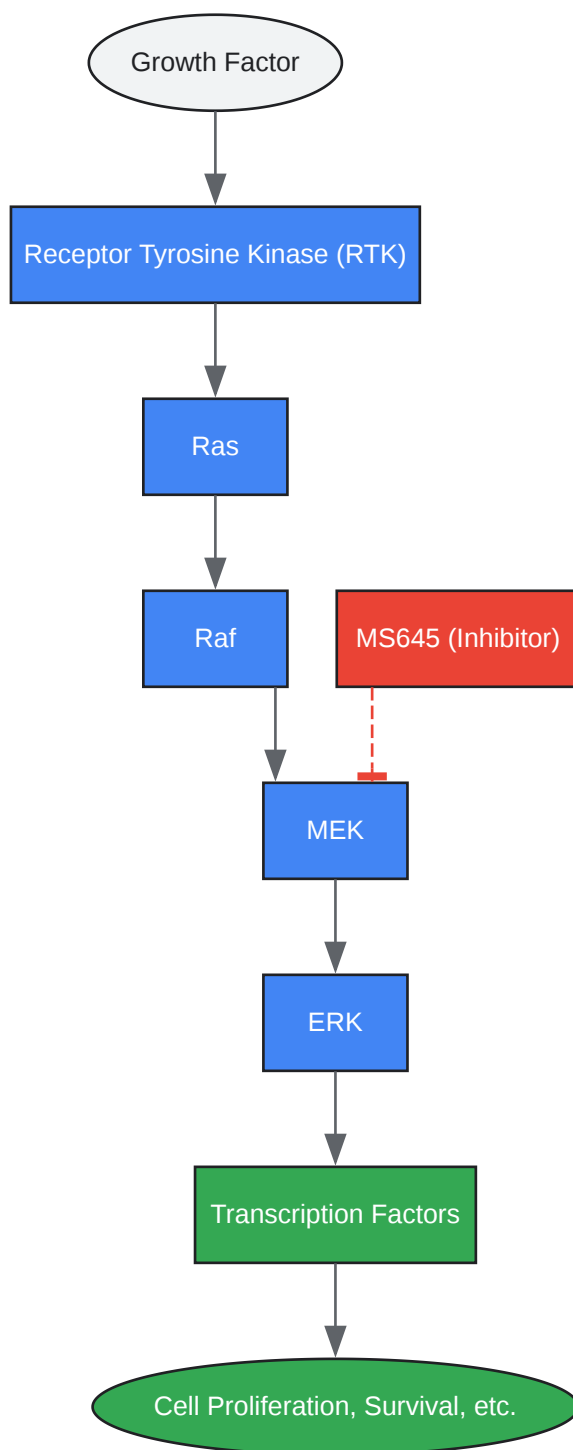 Growth Factor
Receptor Tyrosine Kinase (RTK)
Ras
Raf
MS645 (Inhibitor)
MEK
ERK
Transcription Factors
Cell Proliferation, Survival, etc.